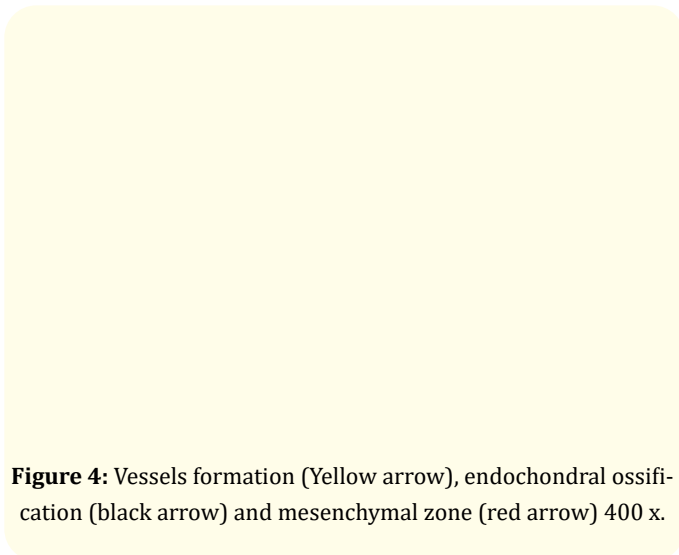 Figure 4: Vessels formation (Yellow arrow), endochondral ossifi-
cation (black arrow) and mesenchymal zone (red arrow) 400 x.